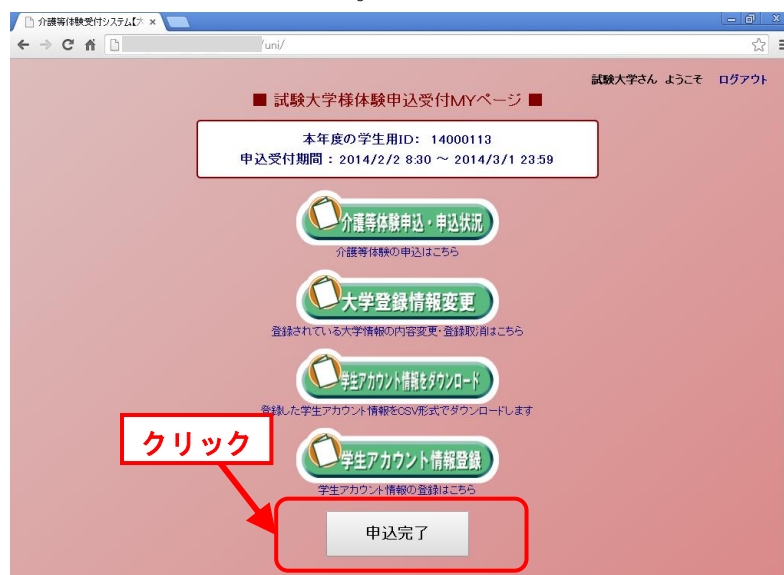 介護等体験受付システム【大
/uni/
試験大学さん ようこそ ログアウト
■ 試験大学様体験申込受付MYページ ■
本年度の学生用ID： 14000113
申込受付期間：2014/2/2 8:30 ～ 2014/3/1 23:59
介護等体験申込・申込状況
介護等体験の申込はこちら
大学登録情報変更
登録されている大学情報の内容変更・登録取消はこちら
学生アカウント情報をダウンロード
登録した学生アカウント情報をCSV形式でダウンロードします
クリック
学生アカウント情報登録
学生アカウント情報の登録はこちら
申込完了